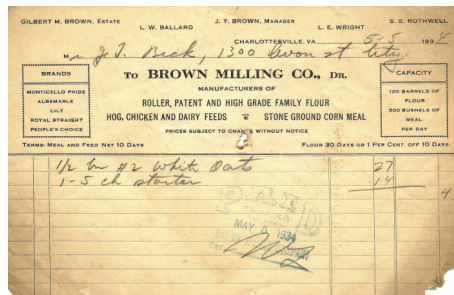 GILBERT M. BROWN, ESTATE J. Y. BROWN, MANAGER S. S. ROTHWELL
L. W. BALLARD L. E. WRIGHT
CHARLOTTESVILLE, VA. 5-5 1934
M r J. T. Beck, 1300 Avon st City
BRANDS
MONTICELLO PRIDE
ALBEMARLE
LILY
ROYAL STRAIGHT
PEOPLE'S CHOICE
TO BROWN MILLING CO., DR.
MANUFACTURERS OF
ROLLER, PATENT AND HIGH GRADE FAMILY FLOUR
HOG, CHICKEN AND DAIRY FEEDS & STONE GROUND CORN MEAL
PRICES SUBJECT TO CHANGE WITHOUT NOTICE
CAPACITY
120 BARRELS OF
FLOUR
500 BUSHELS OF
MEAL
PER DAY
TERMS: MEAL AND FEED NET 10 DAYS FLOUR 30 DAYS OR 1 PER CENT. OFF 10 DAYS
1/2 bu #2 White Oats 27
1-5 ch starter 14
4
PAID
MAY 5 1934